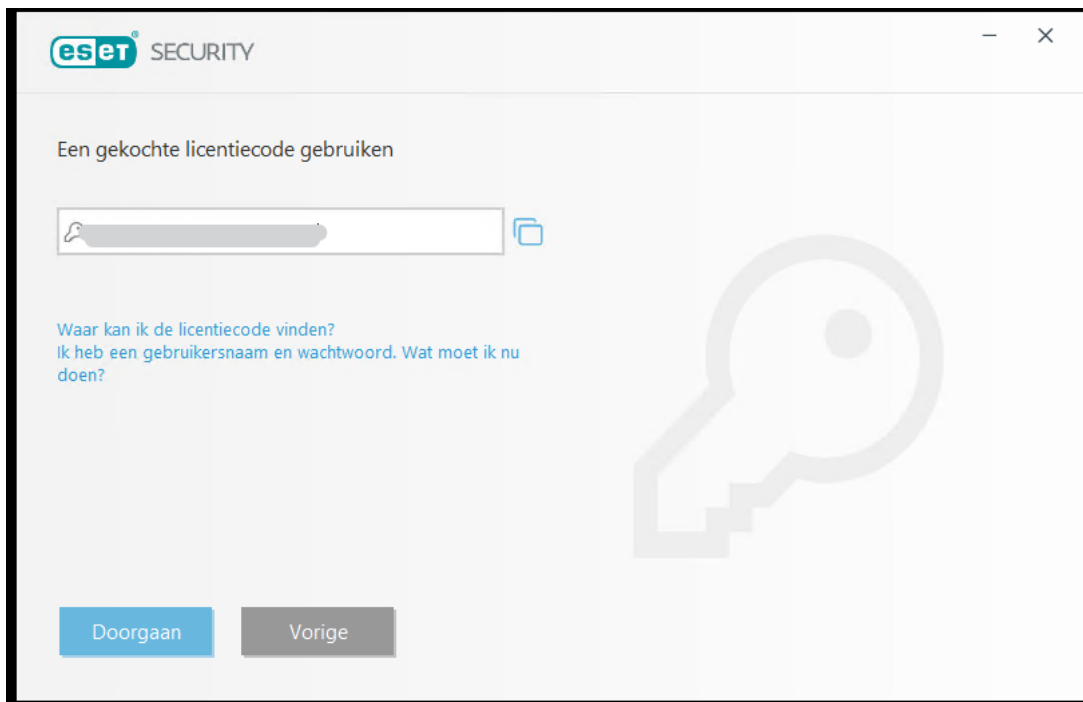 eset® SECURITY
Een gekochte licentiecode gebruiken
Waar kan ik de licentiecode vinden?
Ik heb een gebruikersnaam en wachtwoord. Wat moet ik nu
doen?
Doorgaan
Vorige